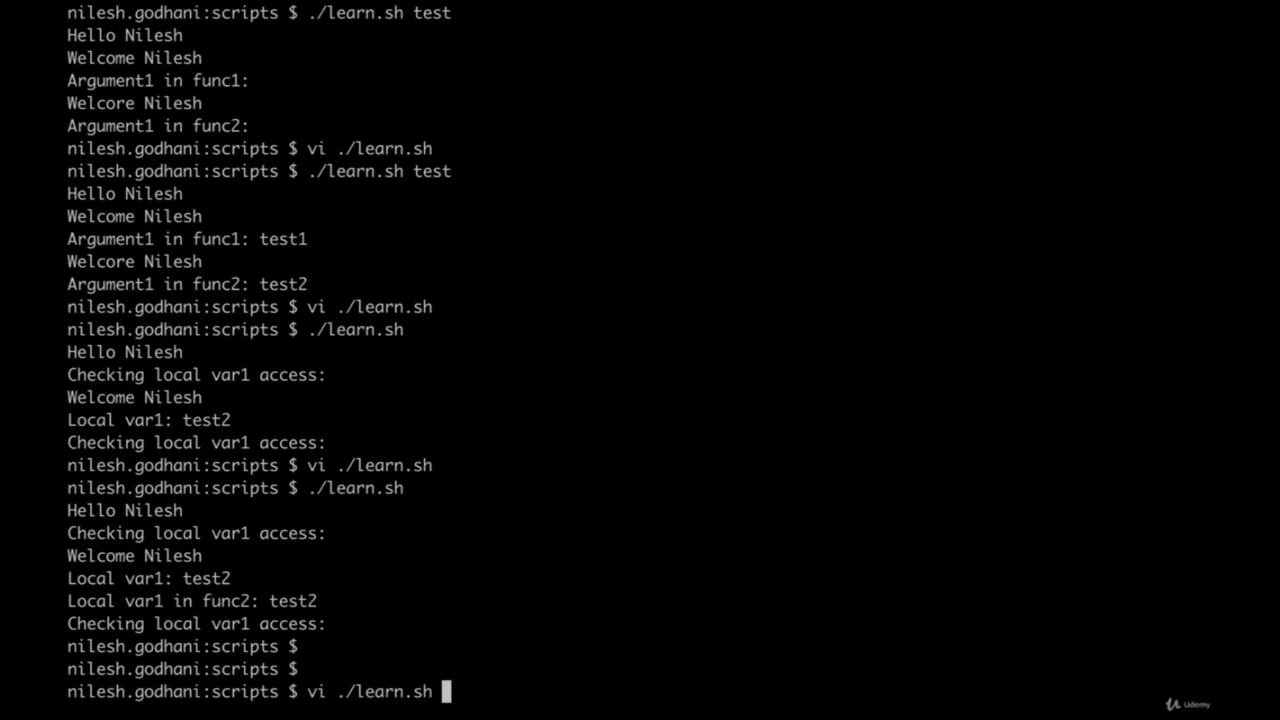 nilesh.godhani:scripts $ ./learn.sh test
Hello Nilesh
Welcome Nilesh
Argument1 in func1:
Welcore Nilesh
Argument1 in func2:
nilesh.godhani:scripts $ vi ./learn.sh
nilesh.godhani:scripts $ ./learn.sh test
Hello Nilesh
Welcome Nilesh
Argument1 in func1: test1
Welcore Nilesh
Argument1 in func2: test2
nilesh.godhani:scripts $ vi ./learn.sh
nilesh.godhani:scripts $ ./learn.sh
Hello Nilesh
Checking local var1 access:
Welcome Nilesh
Local var1: test2
Checking local var1 access:
nilesh.godhani:scripts $ vi ./learn.sh
nilesh.godhani:scripts $ ./learn.sh
Hello Nilesh
Checking local var1 access:
Welcome Nilesh
Local var1: test2
Local var1 in func2: test2
Checking local var1 access:
nilesh.godhani:scripts $
nilesh.godhani:scripts $
nilesh.godhani:scripts $ vi ./learn.sh
Udemy